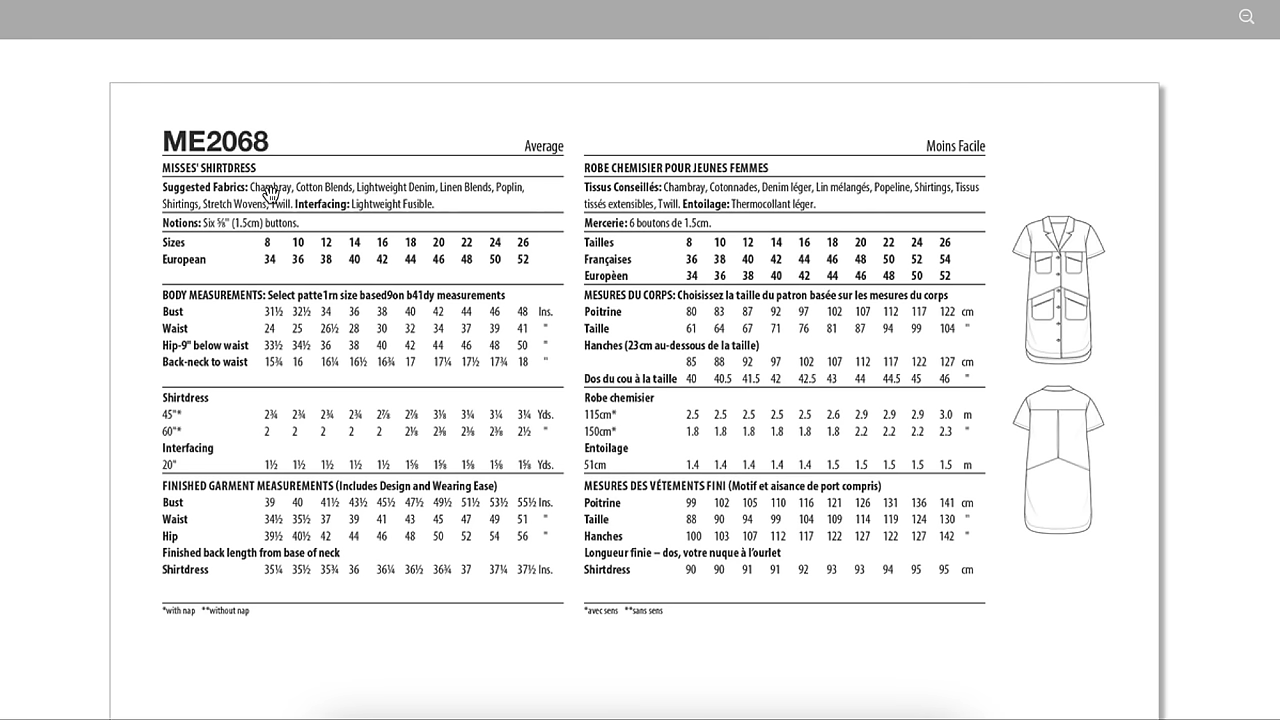 ME2068
Average
MISSES' SHIRTDRESS
Suggested Fabrics: Chambray, Cotton Blends, Lightweight Denim, Linen Blends, Poplin,
Shirtings, Stretch Wovens, Twill. Interfacing: Lightweight Fusible.
Notions: Six ⅝" (1.5cm) buttons.
Sizes 8 10 12 14 16 18 20 22 24 26
European 34 36 38 40 42 44 46 48 50 52
BODY MEASUREMENTS: Select patte1rn size based9on b41dy measurements
Bust 31½ 32½ 34 36 38 40 42 44 46 48 Ins.
Waist 24 25 26½ 28 30 32 34 37 39 41 "
Hip-9" below waist 33½ 34½ 36 38 40 42 44 46 48 50 "
Back-neck to waist 15¾ 16 16¼ 16½ 16¾ 17 17¼ 17½ 17¾ 18 "
Shirtdress
45"* 2¾ 2¾ 2¾ 2¾ 2⅞ 2⅞ 3⅛ 3¼ 3¼ 3¼ Yds.
60"* 2 2 2 2 2 2⅜ 2⅜ 2⅜ 2⅜ 2½ "
Interfacing
20" 1½ 1½ 1½ 1½ 1½ 1⅝ 1⅝ 1⅝ 1⅝ 1⅝ Yds.
FINISHED GARMENT MEASUREMENTS (Includes Design and Wearing Ease)
Bust 39 40 41½ 43½ 45½ 47½ 49½ 51½ 53½ 55½ Ins.
Waist 34½ 35½ 37 39 41 43 45 47 49 51 "
Hip 39½ 40½ 42 44 46 48 50 52 54 56 "
Finished back length from base of neck
Shirtdress 35¼ 35½ 35¾ 36 36¼ 36½ 36¾ 37 37¼ 37½ Ins.
*with nap **without nap
Moins Facile
ROBE CHEMISIER POUR JEUNES FEMMES
Tissus Conseillés: Chambray, Cotonnades, Denim léger, Lin mélangés, Popeline, Shirtings, Tissus
tissés extensibles, Twill. Entoilage: Thermocollant léger.
Mercerie: 6 boutons de 1.5cm.
Tailles 8 10 12 14 16 18 20 22 24 26
Françaises 36 38 40 42 44 46 48 50 52 54
Europèen 34 36 38 40 42 44 46 48 50 52
MESURES DU CORPS: Choisissez la taille du patron basée sur les mesures du corps
Poitrine 80 83 87 92 97 102 107 112 117 122 cm
Taille 61 64 67 71 76 81 87 94 99 104 "
Hanches (23cm au-dessous de la taille)
85 88 92 97 102 107 112 117 122 127 cm
Dos du cou à la taille 40 40.5 41.5 42 42.5 43 44 44.5 45 46 "
Robe chemisier
115cm* 2.5 2.5 2.5 2.5 2.5 2.6 2.9 2.9 2.9 3.0 m
150cm* 1.8 1.8 1.8 1.8 1.8 1.8 2.2 2.2 2.2 2.3 "
Entoilage
51cm 1.4 1.4 1.4 1.4 1.4 1.5 1.5 1.5 1.5 1.5 m
MESURES DES VÉTEMENTS FINI (Motif et aisance de port compris)
Poitrine 99 102 105 110 116 121 126 131 136 141 cm
Taille 88 90 94 99 104 109 114 119 124 130 "
Hanches 100 103 107 112 117 122 127 122 127 142 "
Longueur finie – dos, votre nuque à l'ourlet
Shirtdress 90 90 91 91 92 93 93 94 95 95 cm
*avec sens **sans sens